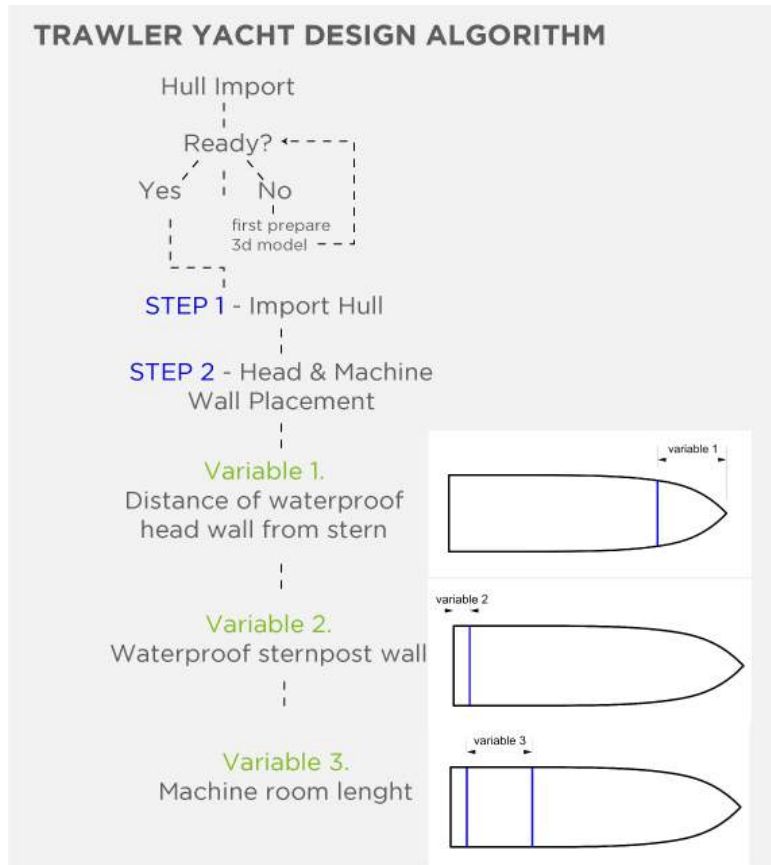 TRAWLER YACHT DESIGN ALGORITHM
Hull Import
Ready?
Yes
No
first prepare
3d model
STEP 1 - Import Hull
STEP 2 - Head & Machine
Wall Placement
Variable 1.
Distance of waterproof
head wall from stern
variable 1
Variable 2.
Waterproof sternpost wall
variable 2
Variable 3.
Machine room lenght
variable 3